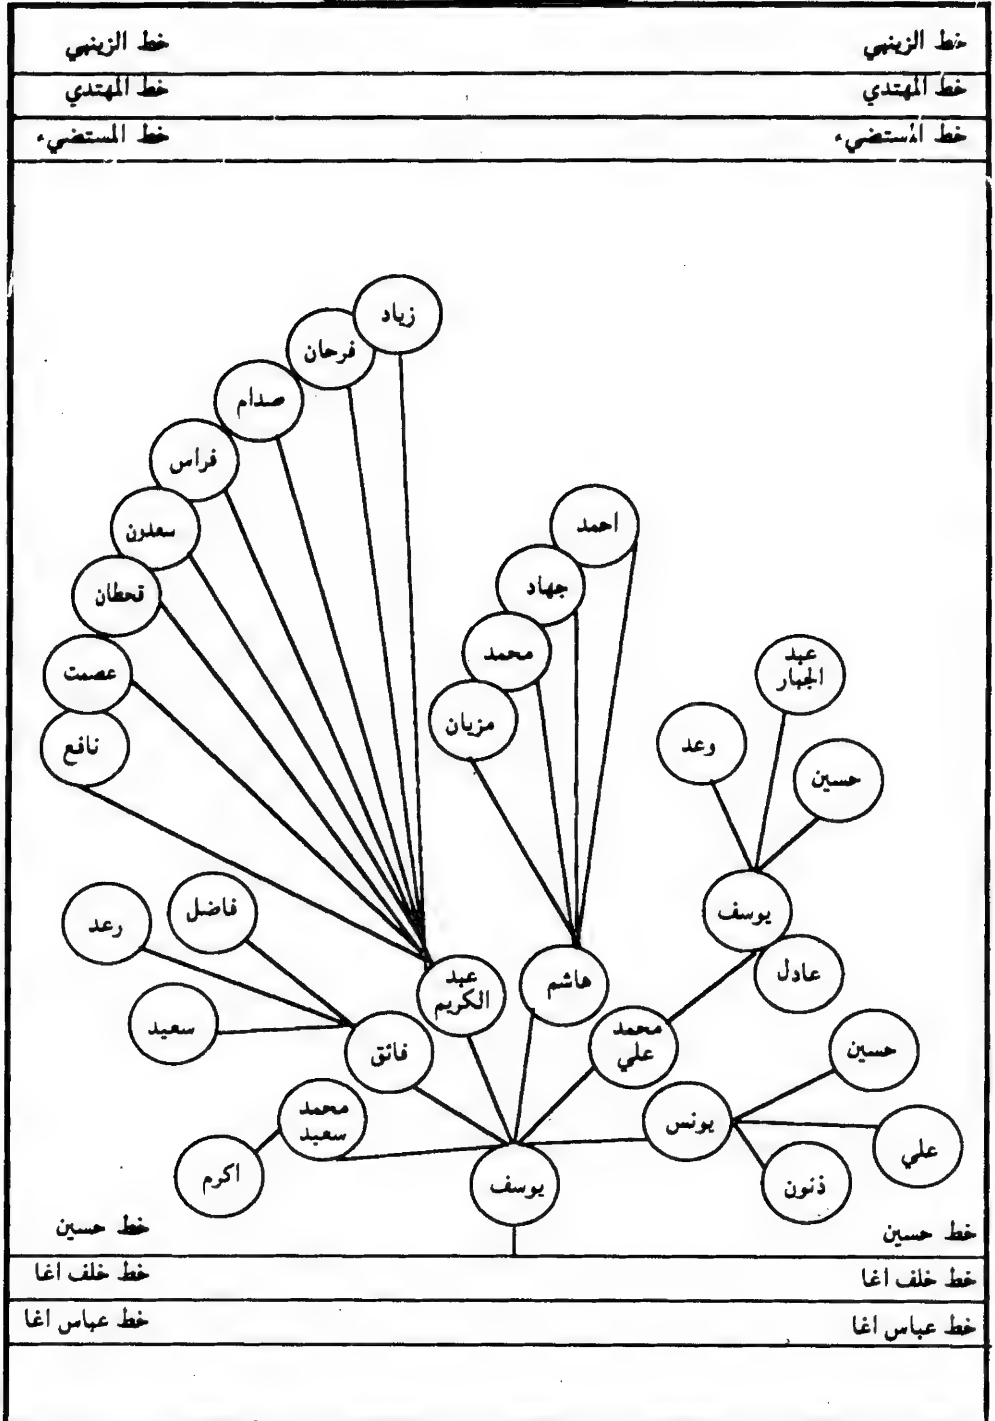 خط الزينهي خط الزينهي
خط المهتدي خط المهتدي
خط المستضيء خط المستضيء
زياد
فرحان
صدام
فراس
سعدون
قحطان
عصمت
نافع
احمد
جهاد
محمد
مزيان
عبد
الجبار
وعد
حسين
يوسف
عادل
فاضل
رعد
سعيد
عبد
الكريم
هاشم
محمد
علي
فائق
حسين
محمد
سعيد
يونس
علي
اكرم
يوسف
ذنون
خط حسين خط حسين
خط خلف اغا خط خلف اغا
خط عباس اغا خط عباس اغا